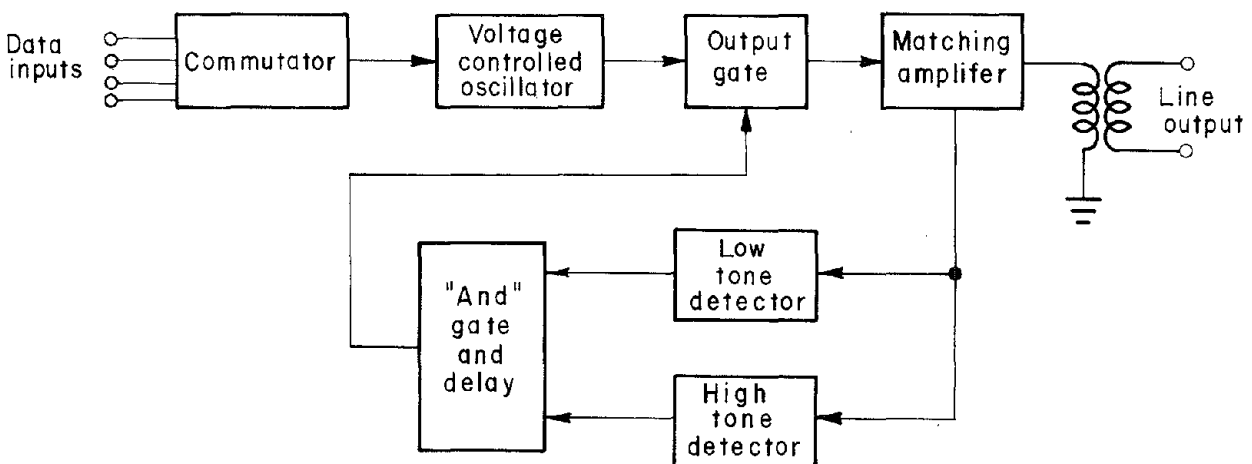 Data
inputs
Commutator
Voltage
controlled
oscillator
Output
gate
Matching
amplifer
Line
output
Low
tone
detector
"And"
gate
and
delay
High
tone
detector